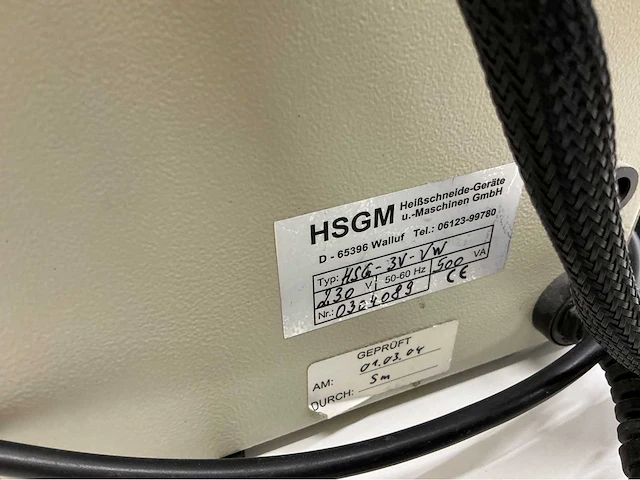 HSGM Heißschneide-Geräte
u.-Maschinen GmbH
D - 65396 Walluf Tel.: 06123-99780
Typ: HSG-3V-VW
230 V 50-60 Hz 500 VA
Nr.: 0304089 CE
GEPRÜFT
AM: 01.03.04
DURCH: Sm